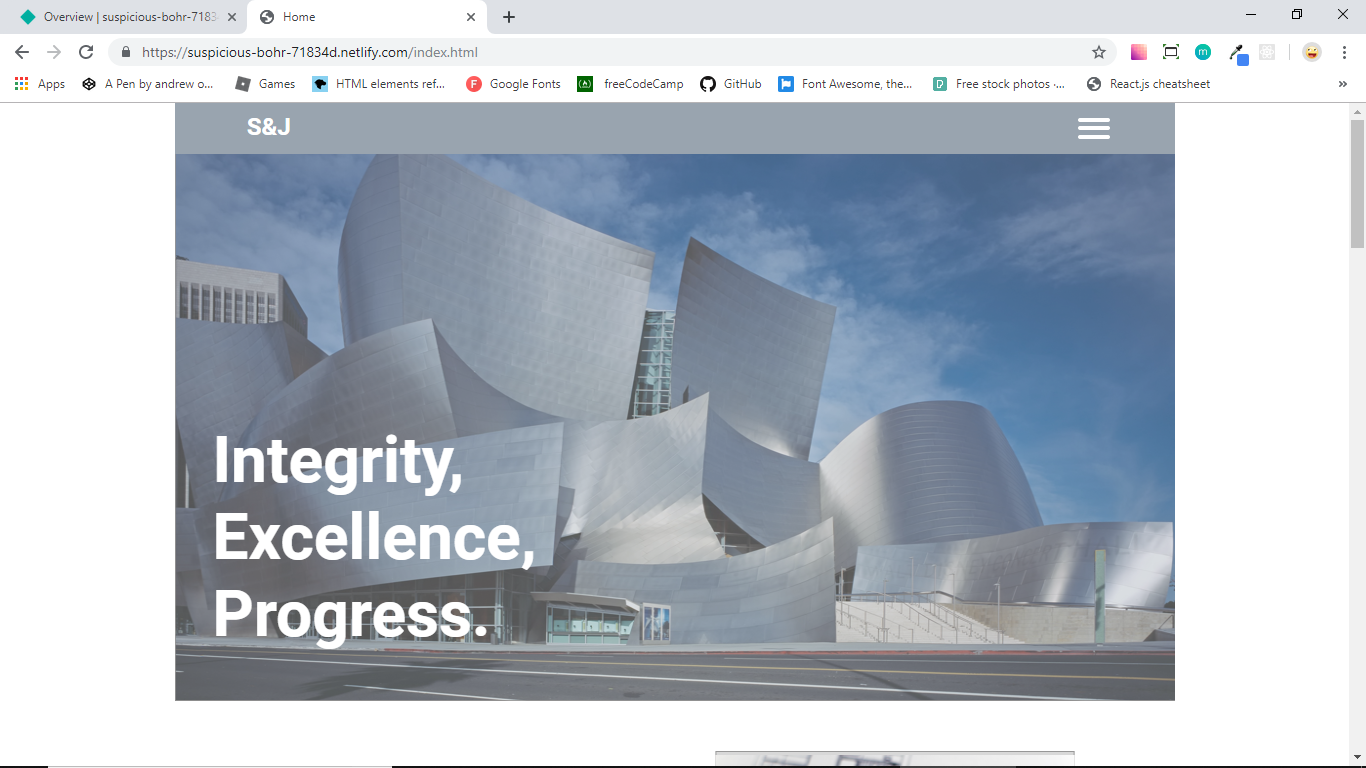 Overview | suspicious-bohr-7183
Home
https://suspicious-bohr-71834d.netlify.com/index.html
Apps
A Pen by andrew o...
Games
HTML elements ref...
F
Google Fonts
freeCodeCamp
GitHub
Font Awesome, the...
Free stock photos ·...
React.js cheatsheet
S&J
Integrity,
Excellence,
Progress.